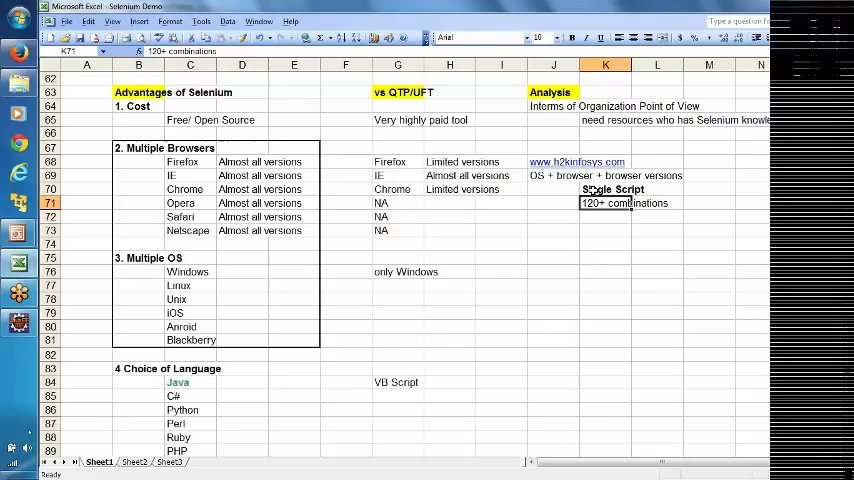 Microsoft Excel - Selenium Demo
File Edit View Insert Format Tools Data Window Help
Type a question for
Arial 10
K71 fx 120+ combinations
A B C D E F G H I J K L M N
62
63 Advantages of Selenium vs QTP/UFT Analysis
64 1. Cost Interms of Organization Point of View
65 Free/ Open Source Very highly paid tool need resources who has Selenium knowle
66
67 2. Multiple Browsers
68 Firefox Almost all versions Firefox Limited versions www.h2kinfosys.com
69 IE Almost all versions IE Almost all versions OS + browser + browser versions
70 Chrome Almost all versions Chrome Limited versions Single Script
71 Opera Almost all versions NA 120+ combinations
72 Safari Almost all versions NA
73 Netscape Almost all versions NA
74
75 3. Multiple OS
76 Windows only Windows
77 Linux
78 Unix
79 iOS
80 Anroid
81 Blackberry
82
83 4 Choice of Language
84 Java VB Script
85 C#
86 Python
87 Perl
88 Ruby
89 PHP
Sheet1 Sheet2 Sheet3
Ready